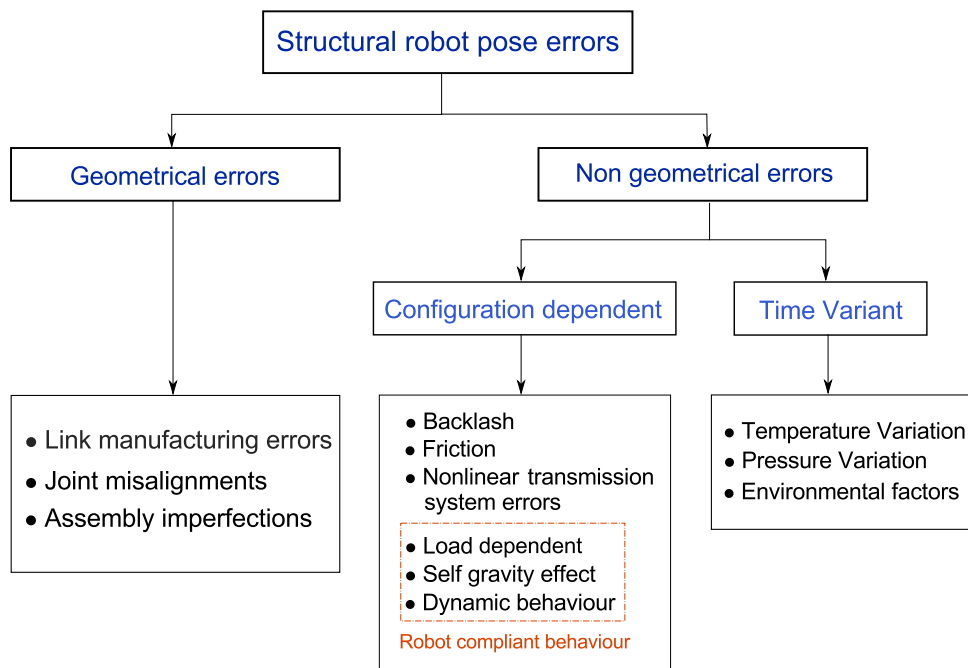 Structural robot pose errors
Geometrical errors
Non geometrical errors
Configuration dependent
Time Variant
● Link manufacturing errors
● Joint misalignments
● Assembly imperfections
● Backlash
● Friction
● Nonlinear transmission
system errors
● Load dependent
● Self gravity effect
● Dynamic behaviour
Robot compliant behaviour
● Temperature Variation
● Pressure Variation
● Environmental factors